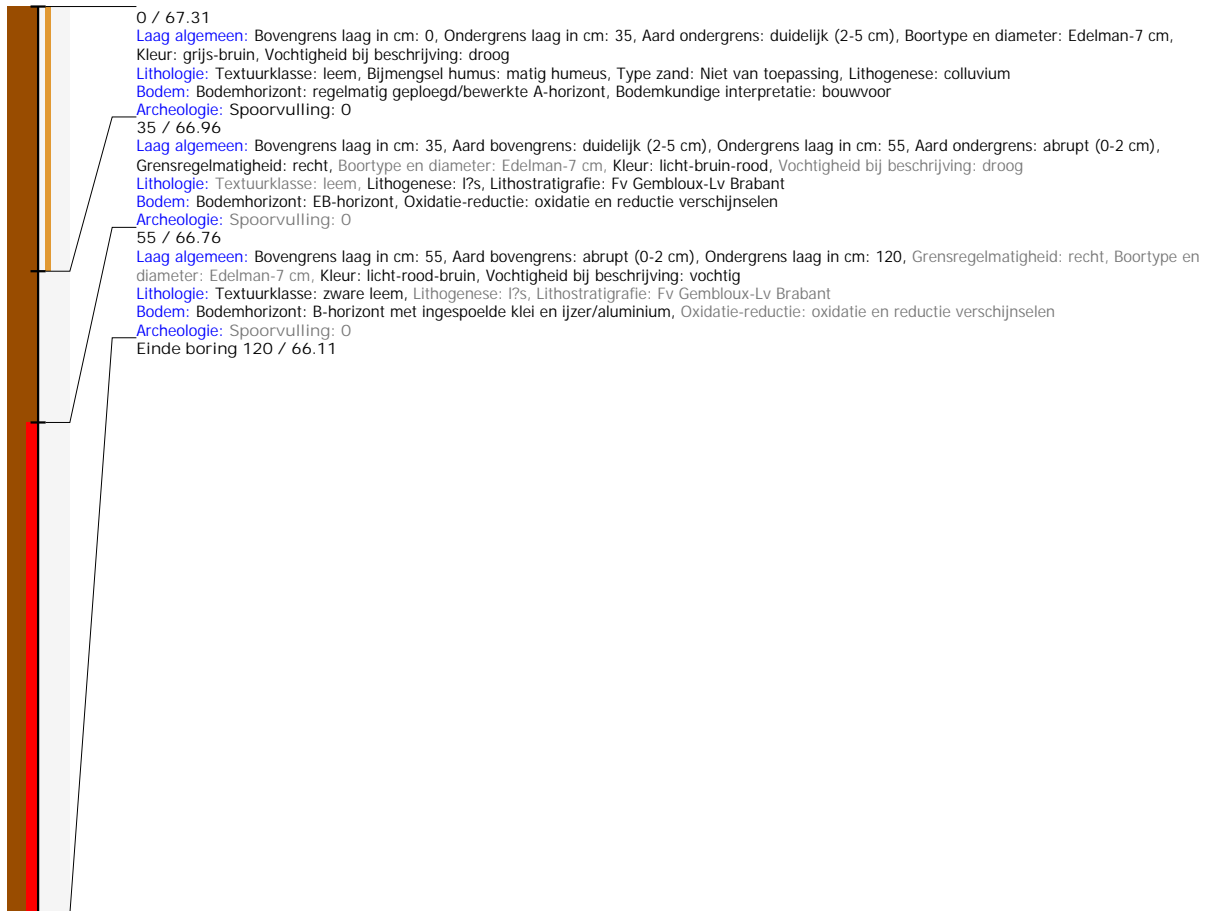 0 / 67.31
Laag algemeen: Bovengrens laag in cm: 0, Ondergrens laag in cm: 35, Aard ondergrens: duidelijk (2-5 cm), Boortype en diameter: Edelman-7 cm,
Kleur: grijs-bruin, Vochtigheid bij beschrijving: droog
Lithologie: Textuurklasse: leem, Bijmengsel humus: matig humeus, Type zand: Niet van toepassing, Lithogenese: colluvium
Bodem: Bodemhorizont: regelmatig geploegd/bewerkte A-horizont, Bodemkundige interpretatie: bouwvoor
Archeologie: Spoorvulling: 0
35 / 66.96
Laag algemeen: Bovengrens laag in cm: 35, Aard bovengrens: duidelijk (2-5 cm), Ondergrens laag in cm: 55, Aard ondergrens: abrupt (0-2 cm),
Grensregelmatigheid: recht, Boortype en diameter: Edelman-7 cm, Kleur: licht-bruin-rood, Vochtigheid bij beschrijving: droog
Lithologie: Textuurklasse: leem, Lithogenese: l?s, Lithostratigrafie: Fv Gembloux-Lv Brabant
Bodem: Bodemhorizont: EB-horizont, Oxidatie-reductie: oxidatie en reductie verschijnselen
Archeologie: Spoorvulling: 0
55 / 66.76
Laag algemeen: Bovengrens laag in cm: 55, Aard bovengrens: abrupt (0-2 cm), Ondergrens laag in cm: 120, Grensregelmatigheid: recht, Boortype en
diameter: Edelman-7 cm, Kleur: licht-rood-bruin, Vochtigheid bij beschrijving: vochtig
Lithologie: Textuurklasse: zware leem, Lithogenese: l?s, Lithostratigrafie: Fv Gembloux-Lv Brabant
Bodem: Bodemhorizont: B-horizont met ingespoelde klei en ijzer/aluminium, Oxidatie-reductie: oxidatie en reductie verschijnselen
Archeologie: Spoorvulling: 0
Einde boring 120 / 66.11